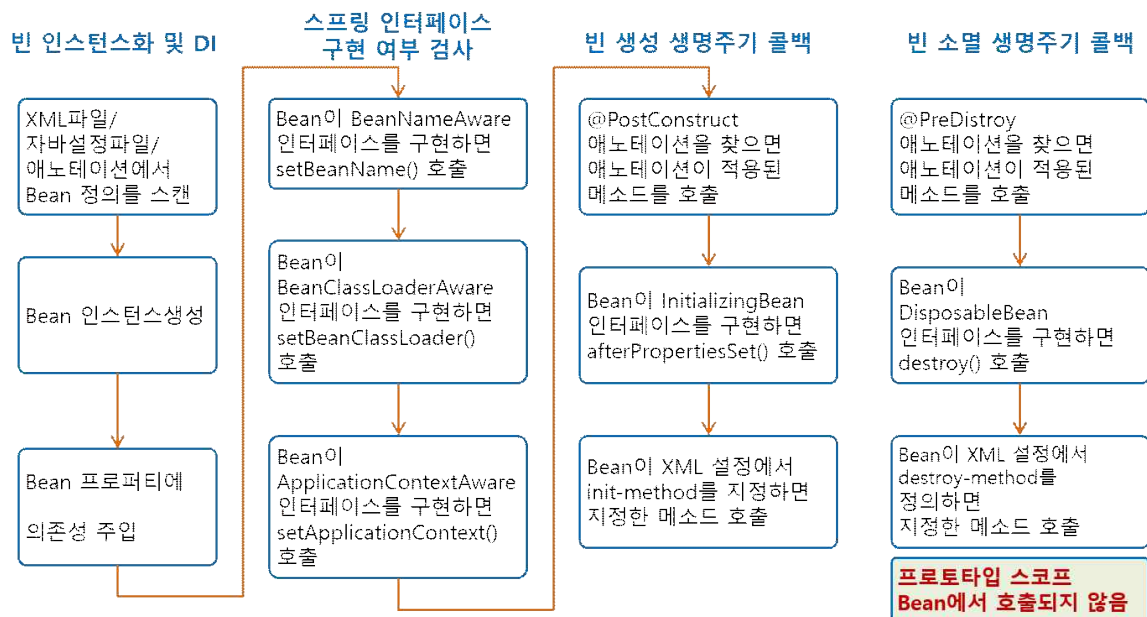 빈 인스턴스화 및 DI
XML파일/
자바설정파일/
애노테이션에서
Bean 정의를 스캔
Bean 인스턴스생성
Bean 프로퍼티에
의존성 주입
스프링 인터페이스
구현 여부 검사
Bean이 BeanNameAware
인터페이스를 구현하면
setBeanName() 호출
Bean이
BeanClassLoaderAware
인터페이스를 구현하면
setBeanClassLoader()
호출
Bean이
ApplicationContextAware
인터페이스를 구현하면
setApplicationContext()
호출
빈 생성 생명주기 콜백
@PostConstruct
애노테이션을 찾으면
애노테이션이 적용된
메소드를 호출
Bean이 InitializingBean
인터페이스를 구현하면
afterPropertiesSet() 호출
Bean이 XML 설정에서
init-method를 지정하면
지정한 메소드 호출
빈 소멸 생명주기 콜백
@PreDistroy
애노테이션을 찾으면
애노테이션이 적용된
메소드를 호출
Bean이
DisposableBean
인터페이스를 구현하면
destroy() 호출
Bean이 XML 설정에서
destroy-method를
정의하면
지정한 메소드 호출
프로토타입 스코프
Bean에서 호출되지 않음